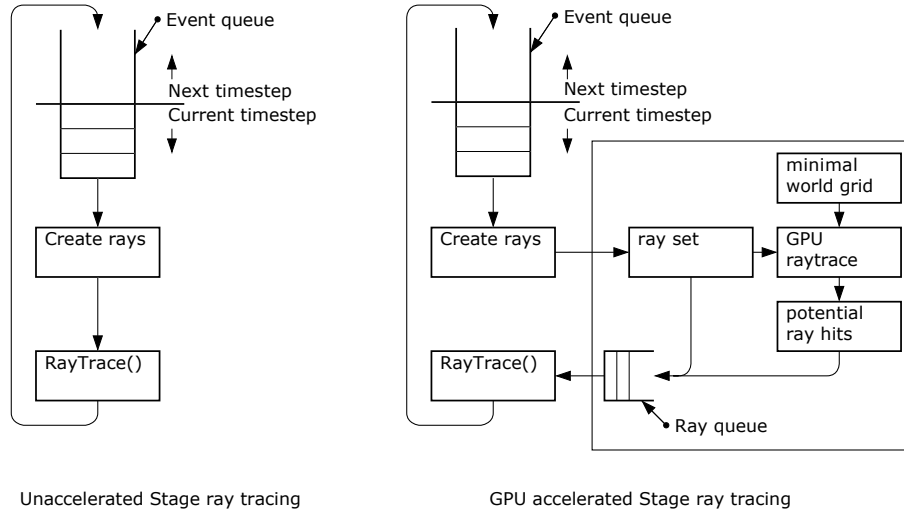 Event queue
Next timestep
Current timestep
Create rays
RayTrace()
Unaccelerated Stage ray tracing
Event queue
Next timestep
Current timestep
minimal
world grid
Create rays
ray set
GPU
raytrace
potential
ray hits
RayTrace()
Ray queue
GPU accelerated Stage ray tracing